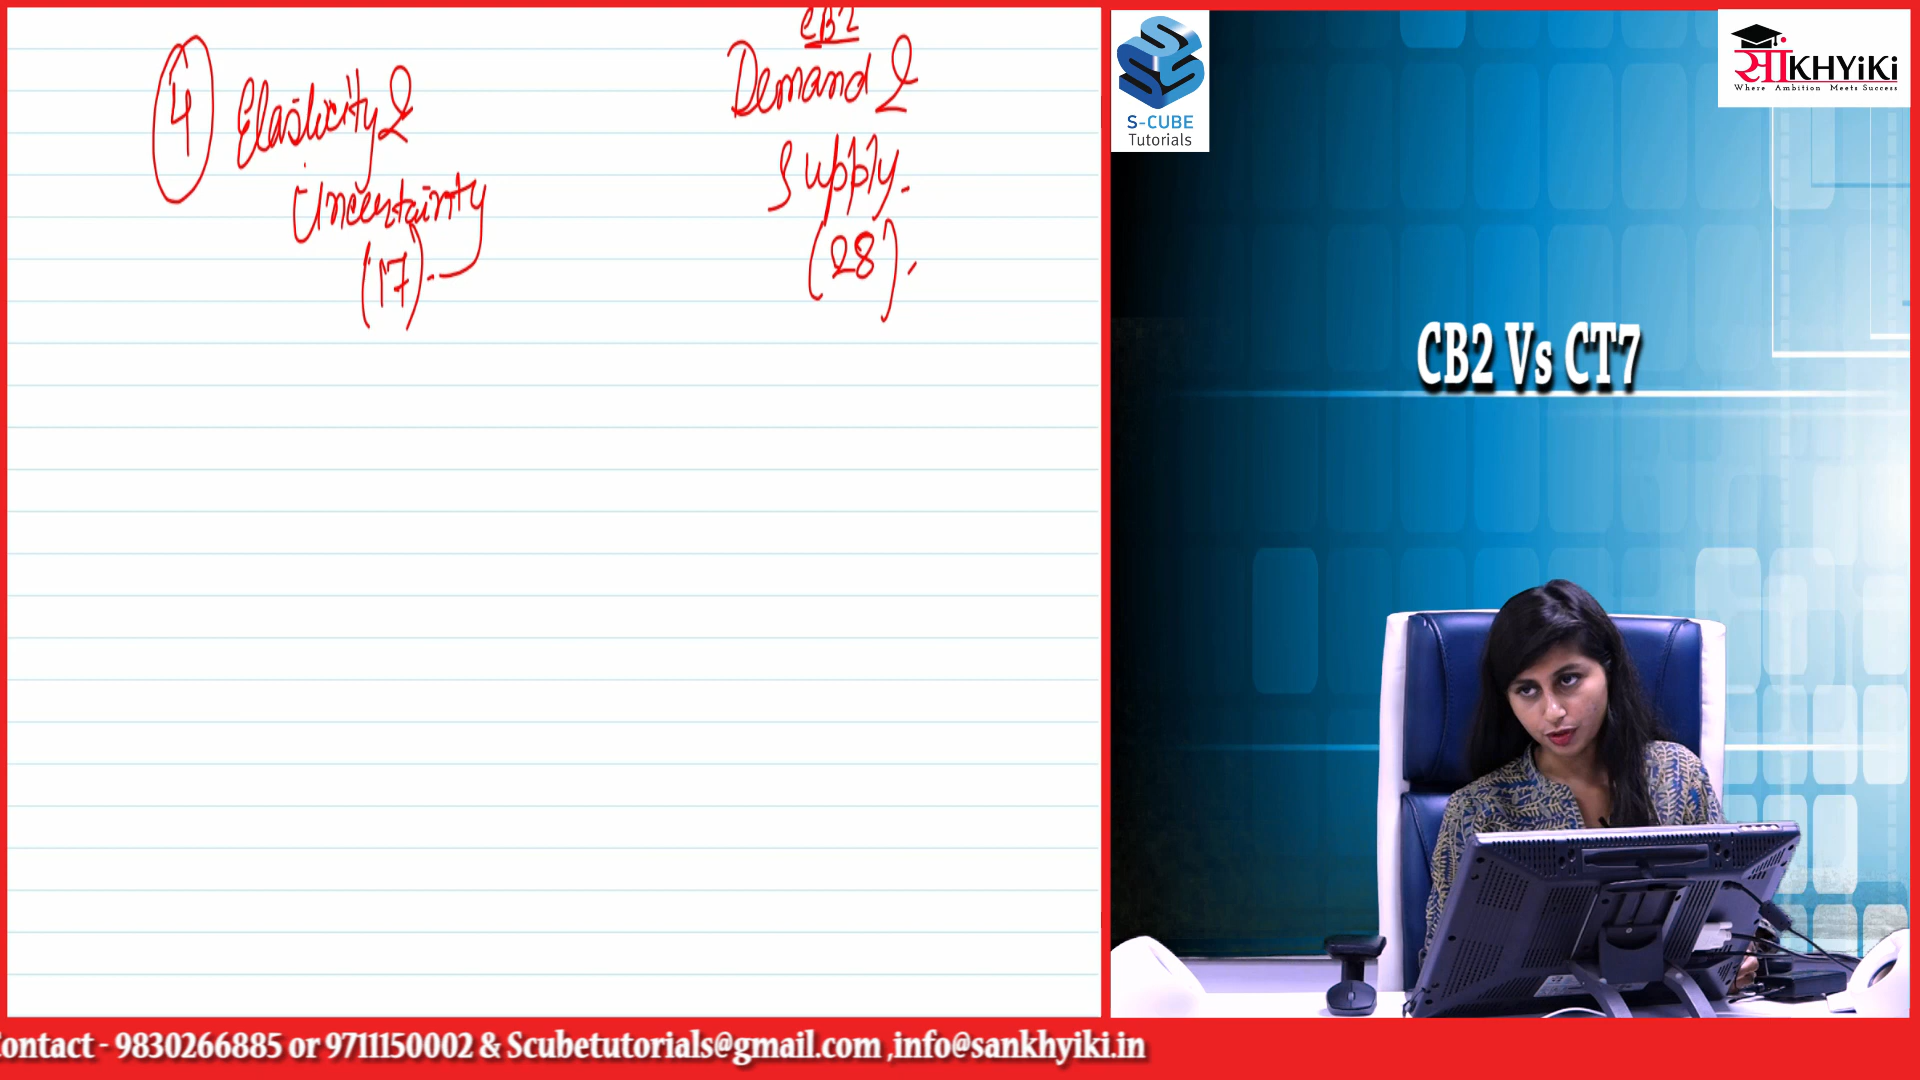 4
Elasticity &
Uncertainty
(17).
CB2
Demand &
Supply.
(28).
S-CUBE
Tutorials
सांKHYiKi
Where Ambition Meets Success
CB2 Vs CT7
ontact - 9830266885 or 9711150002 & Scubetutorials@gmail.com ,info@sankhyiki.in